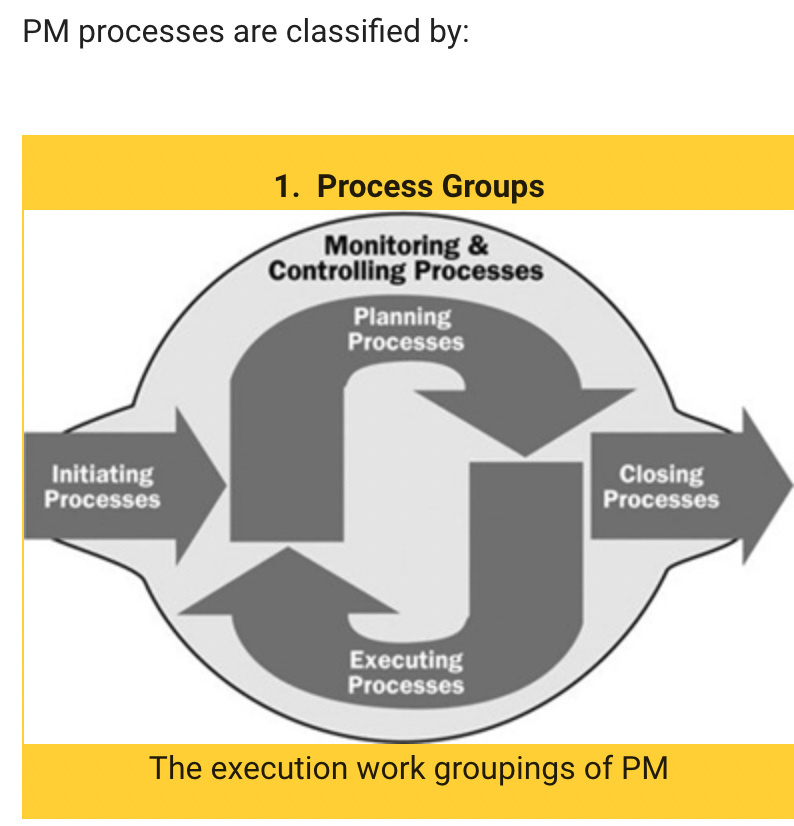 PM processes are classified by:
1. Process Groups
Monitoring &
Controlling Processes
Planning
Processes
Initiating
Processes
Closing
Processes
Executing
Processes
The execution work groupings of PM